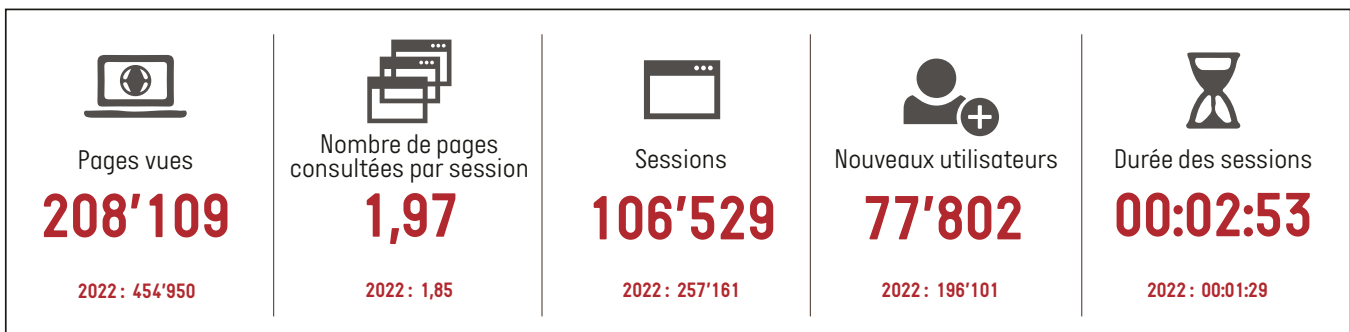 Pages vues
208'109
2022 : 454'950
Nombre de pages
consultées par session
1,97
2022 : 1,85
Sessions
106'529
2022 : 257'161
Nouveaux utilisateurs
77'802
2022 : 196'101
Durée des sessions
00:02:53
2022 : 00:01:29